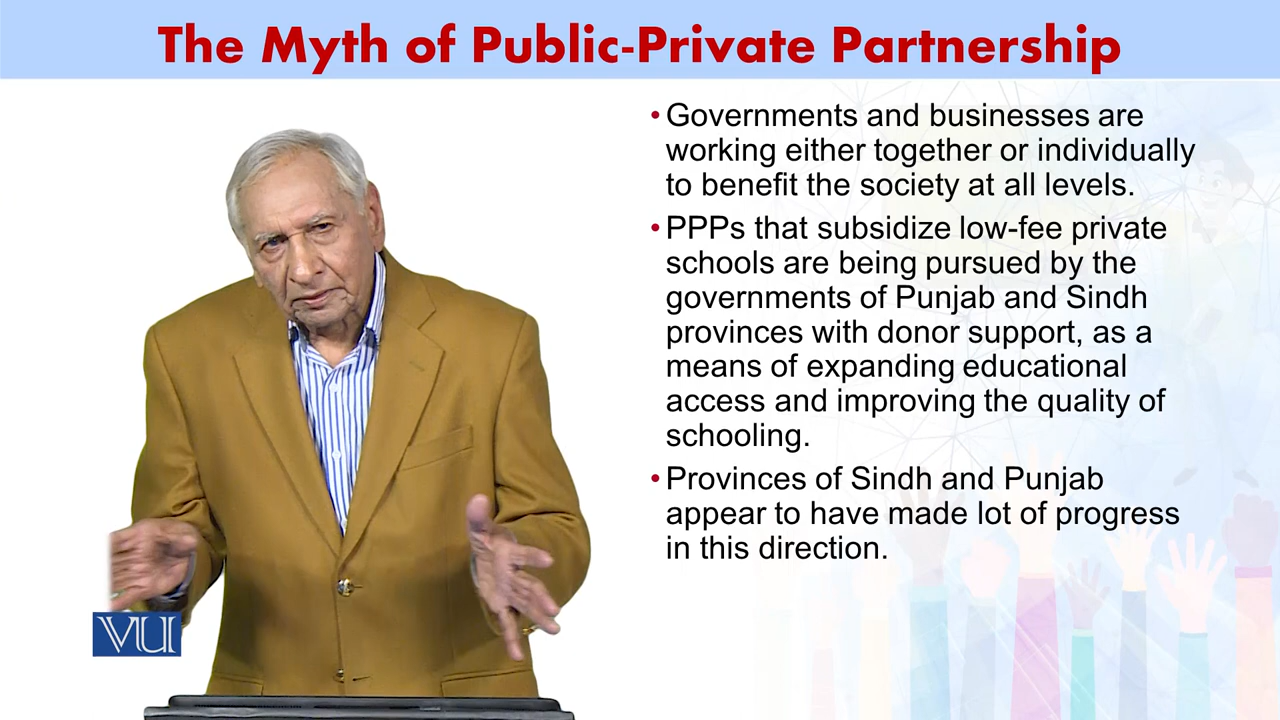 The Myth of Public-Private Partnership
• Governments and businesses are
working either together or individually
to benefit the society at all levels.
• PPPs that subsidize low-fee private
schools are being pursued by the
governments of Punjab and Sindh
provinces with donor support, as a
means of expanding educational
access and improving the quality of
schooling.
• Provinces of Sindh and Punjab
appear to have made lot of progress
in this direction.
VU